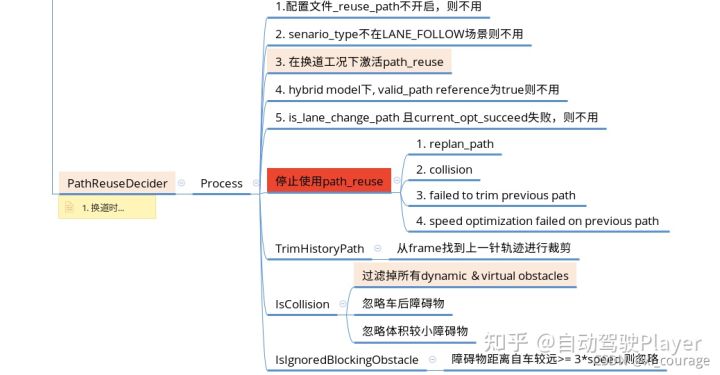 1.配置文件_reuse_path不开启，则不用
2. senario_type不在LANE_FOLLOW场景则不用
3. 在换道工况下激活path_reuse
4. hybrid model下, valid_path reference为true则不用
5. is_lane_change_path 且current_opt_succeed失败，则不用
PathReuseDecider
1. 换道时...
Process
停止使用path_reuse
1. replan_path
2. collision
3. failed to trim previous path
4. speed optimization failed on previous path
TrimHistoryPath
从frame找到上一针轨迹进行裁剪
IsCollision
过滤掉所有dynamic ＆virtual obstacles
忽略车后障碍物
忽略体积较小障碍物
IsIgnoredBlockingObstacle
障碍物距离自车较远>= 3*speed,则忽略
知乎 @自动驾驶Player